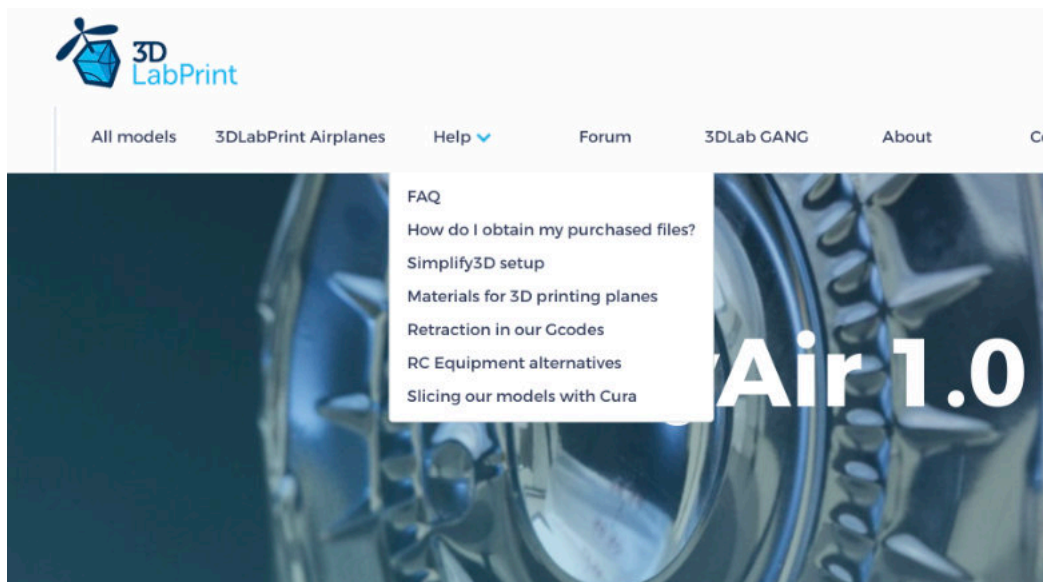 3D
LabPrint
All models 3DLabPrint Airplanes Help Forum 3DLab GANG About
FAQ
How do I obtain my purchased files?
Simplify3D setup
Materials for 3D printing planes
Retraction in our Gcodes
RC Equipment alternatives
Slicing our models with Cura
Air 1.0